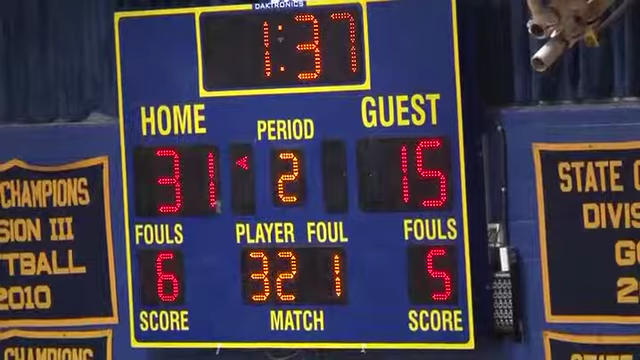 DAKTRONICS
1:37
HOME
GUEST
PERIOD
31
2
15
FOULS
PLAYER FOUL
FOULS
6
32 1
5
SCORE
MATCH
SCORE
CHAMPIONS
SION III
TBALL
2010
CHAMPIONS
STATE C
DIVIS
G
2
STATE